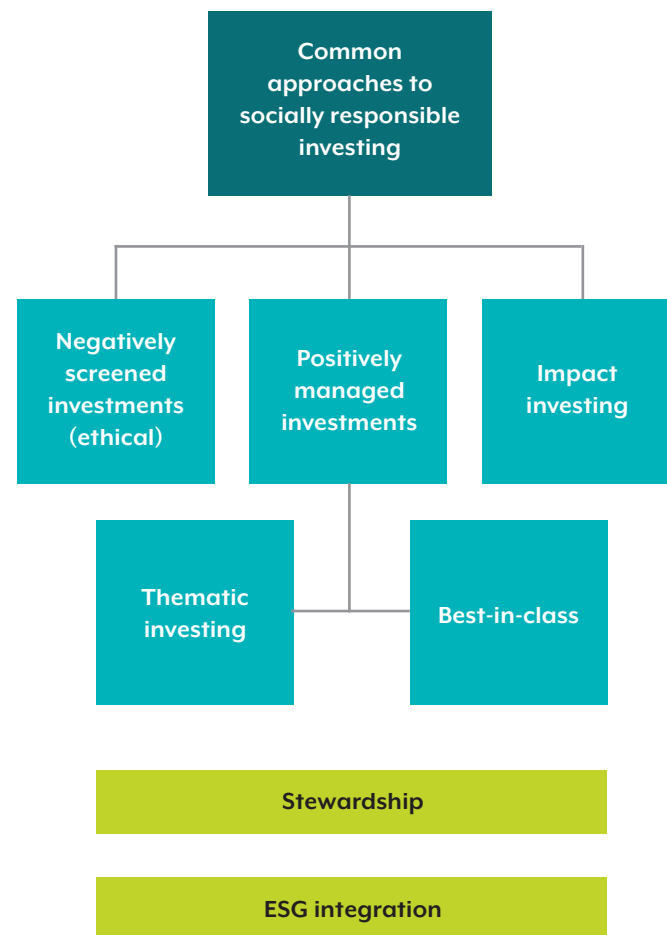 Common
approaches to
socially responsible
investing
Negatively
screened
investments
(ethical)
Positively
managed
investments
Impact
investing
Thematic
investing
Best-in-class
Stewardship
ESG integration